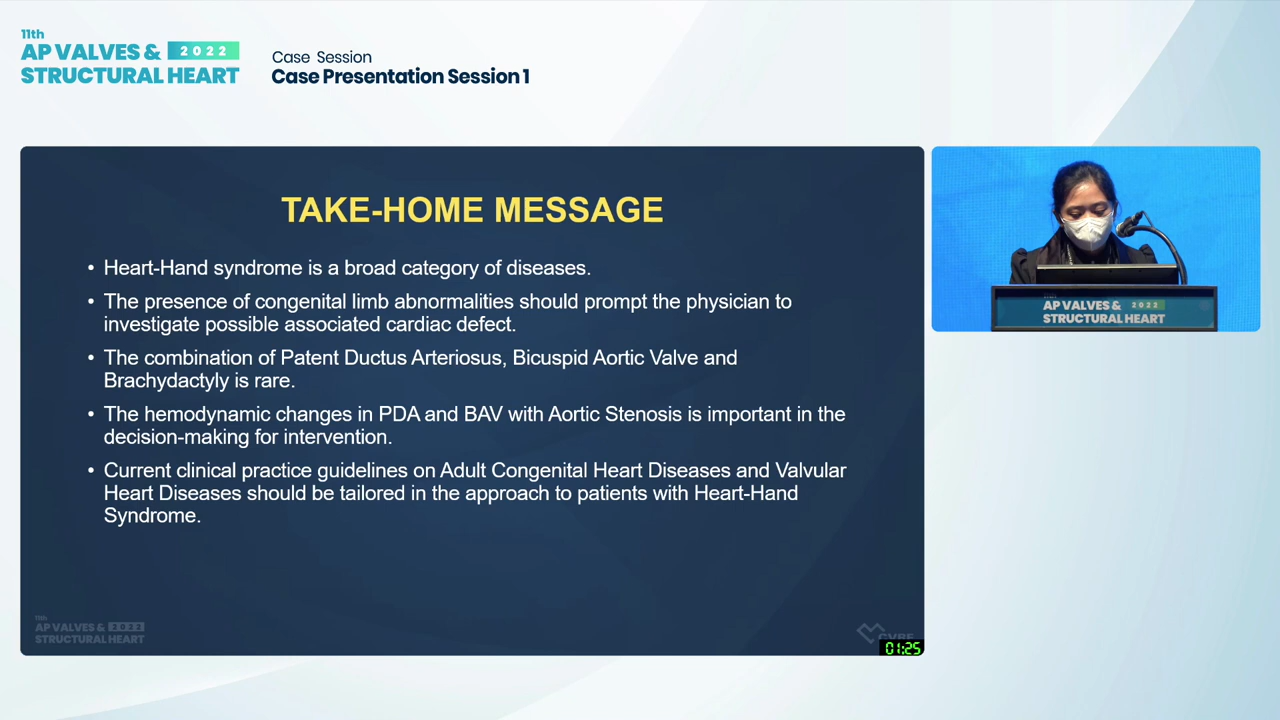 11th
AP VALVES & 2022
STRUCTURAL HEART
Case Session
Case Presentation Session 1
TAKE-HOME MESSAGE
• Heart-Hand syndrome is a broad category of diseases.
• The presence of congenital limb abnormalities should prompt the physician to
investigate possible associated cardiac defect.
• The combination of Patent Ductus Arteriosus, Bicuspid Aortic Valve and
Brachydactyly is rare.
• The hemodynamic changes in PDA and BAV with Aortic Stenosis is important in the
decision-making for intervention.
• Current clinical practice guidelines on Adult Congenital Heart Diseases and Valvular
Heart Diseases should be tailored in the approach to patients with Heart-Hand
Syndrome.
11th
AP VALVES & 2022
STRUCTURAL HEART
01:25
11th
AP VALVES & 2022
STRUCTURAL HEART